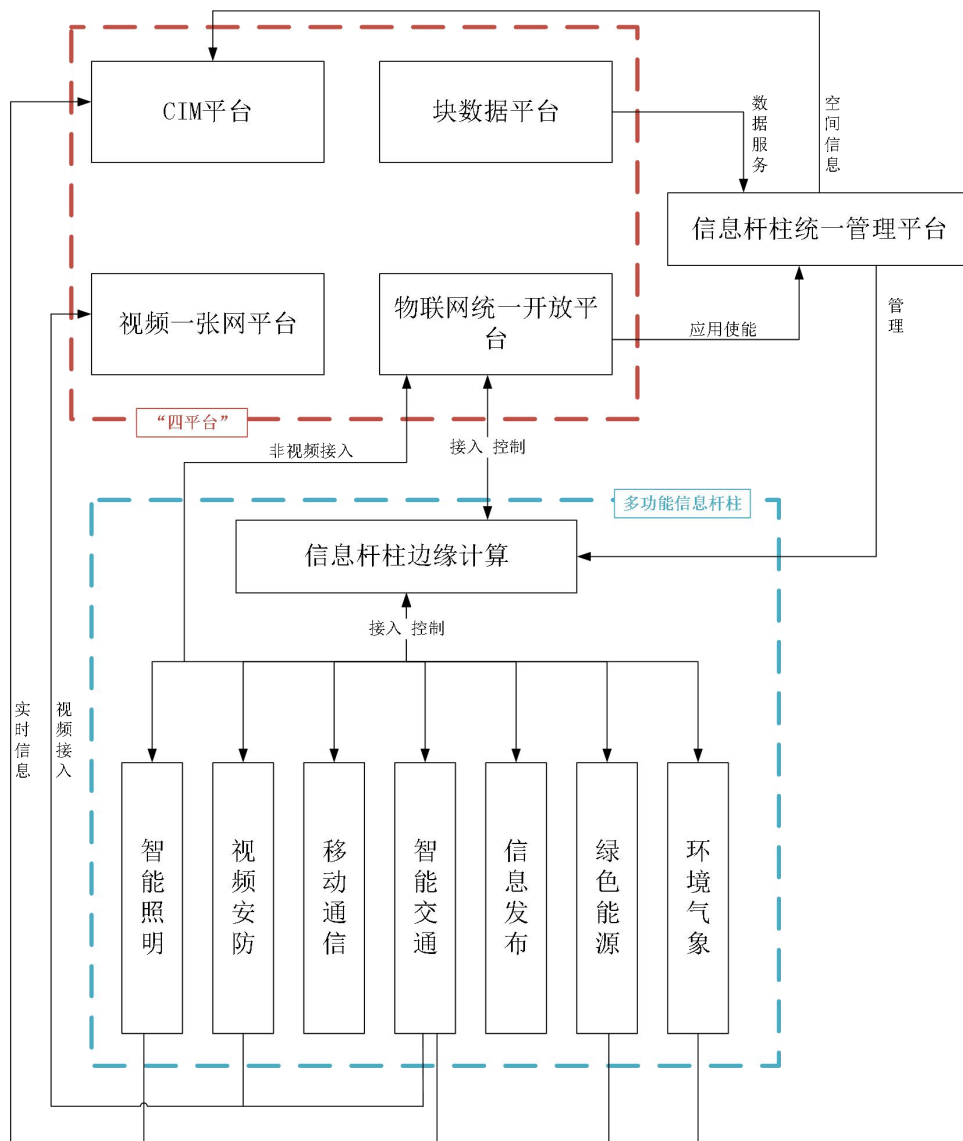 CIM平台
块数据平台
数据服务
空间信息
信息杆柱统一管理平台
视频一张网平台
物联网统一开放平
台
应用使能
管理
“四平台”
非视频接入
接入 控制
多功能信息杆柱
信息杆柱边缘计算
接入 控制
实时信息
视频接入
智能照明
视频安防
移动通信
智能交通
信息发布
绿色能源
环境气象